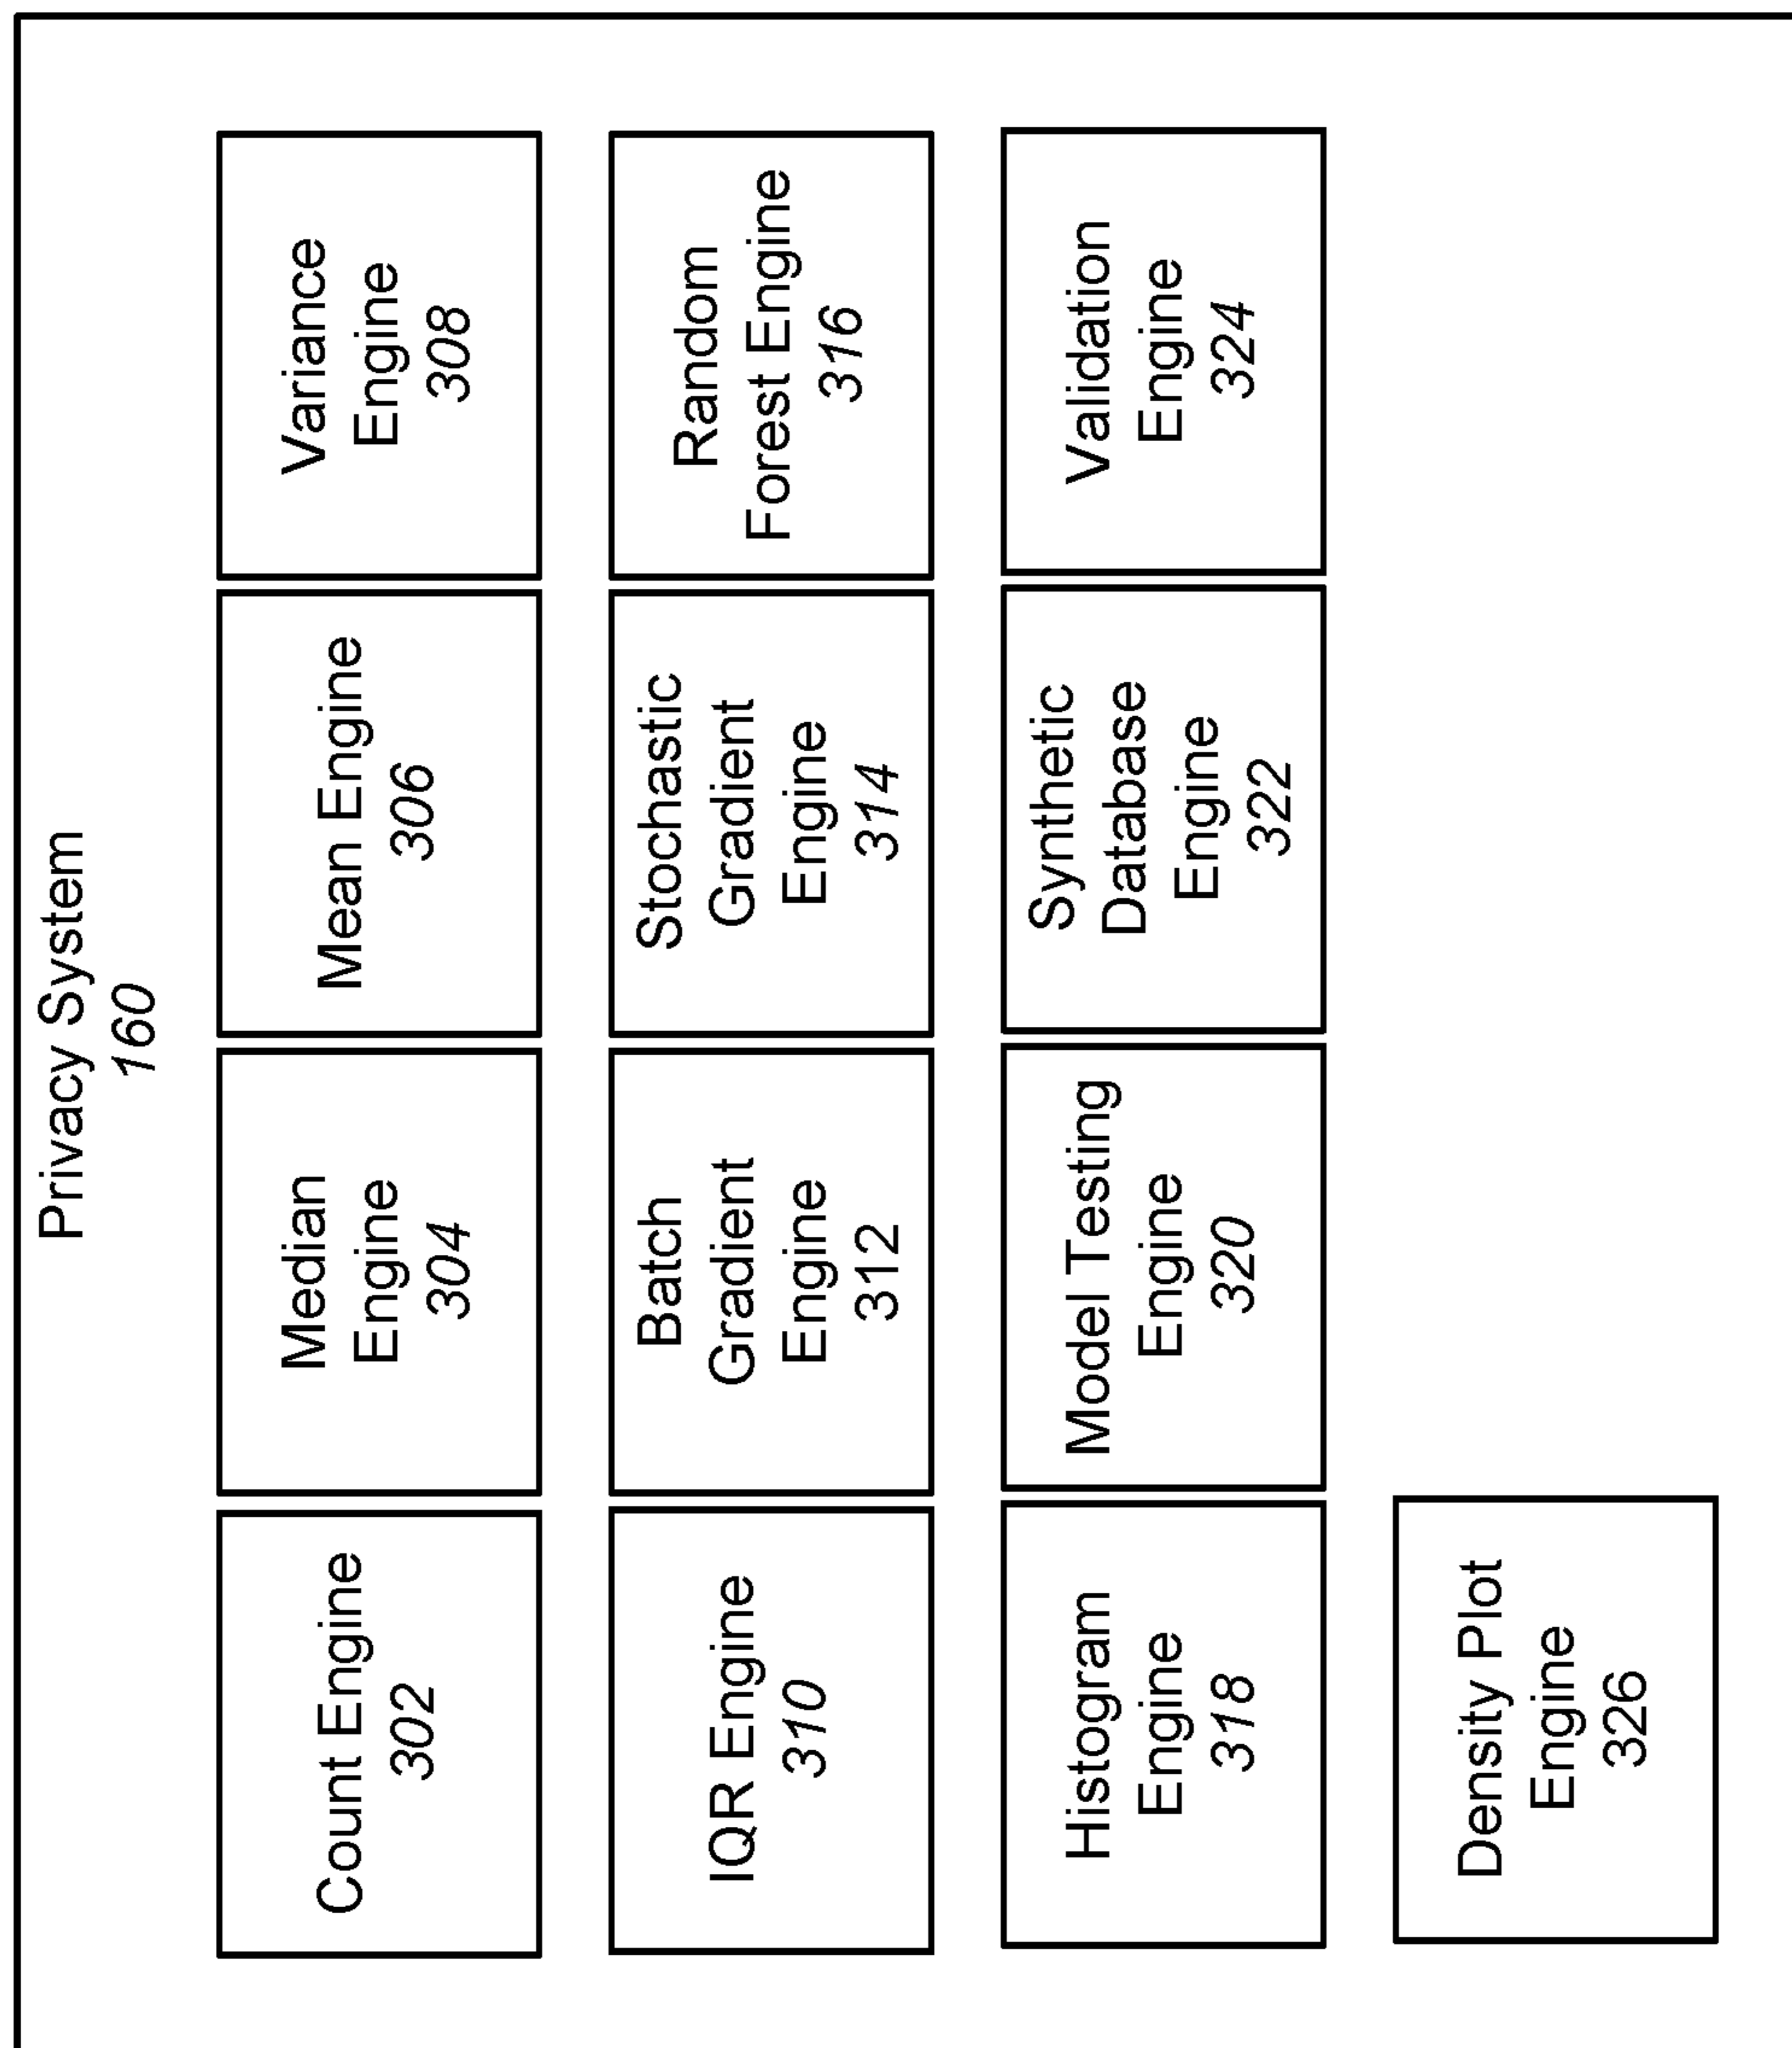 Privacy System
160
Count Engine
302
Median
Engine
304
Mean Engine
306
Variance
Engine
308
IQR Engine
310
Batch
Gradient
Engine
312
Stochastic
Gradient
Engine
314
Random
Forest Engine
316
Histogram
Engine
318
Model Testing
Engine
320
Synthetic
Database
Engine
322
Validation
Engine
324
Density Plot
Engine
326